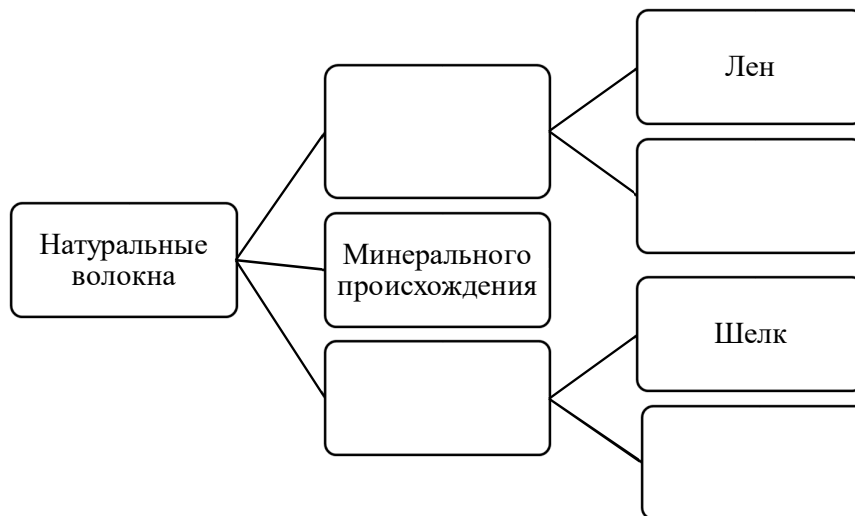 Лен
Натуральные
волокна
Минерального
происхождения
Шелк